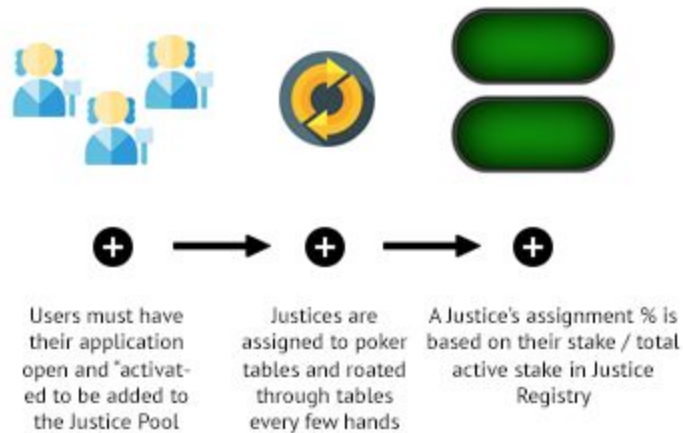 Users must have
their application
open and "activat-
ed to be added to
the Justice Pool
Justices are
assigned to poker
tables and roated
through tables
every few hands
A Justice's assignment % is
based on their stake / total
active stake in Justice
Registry